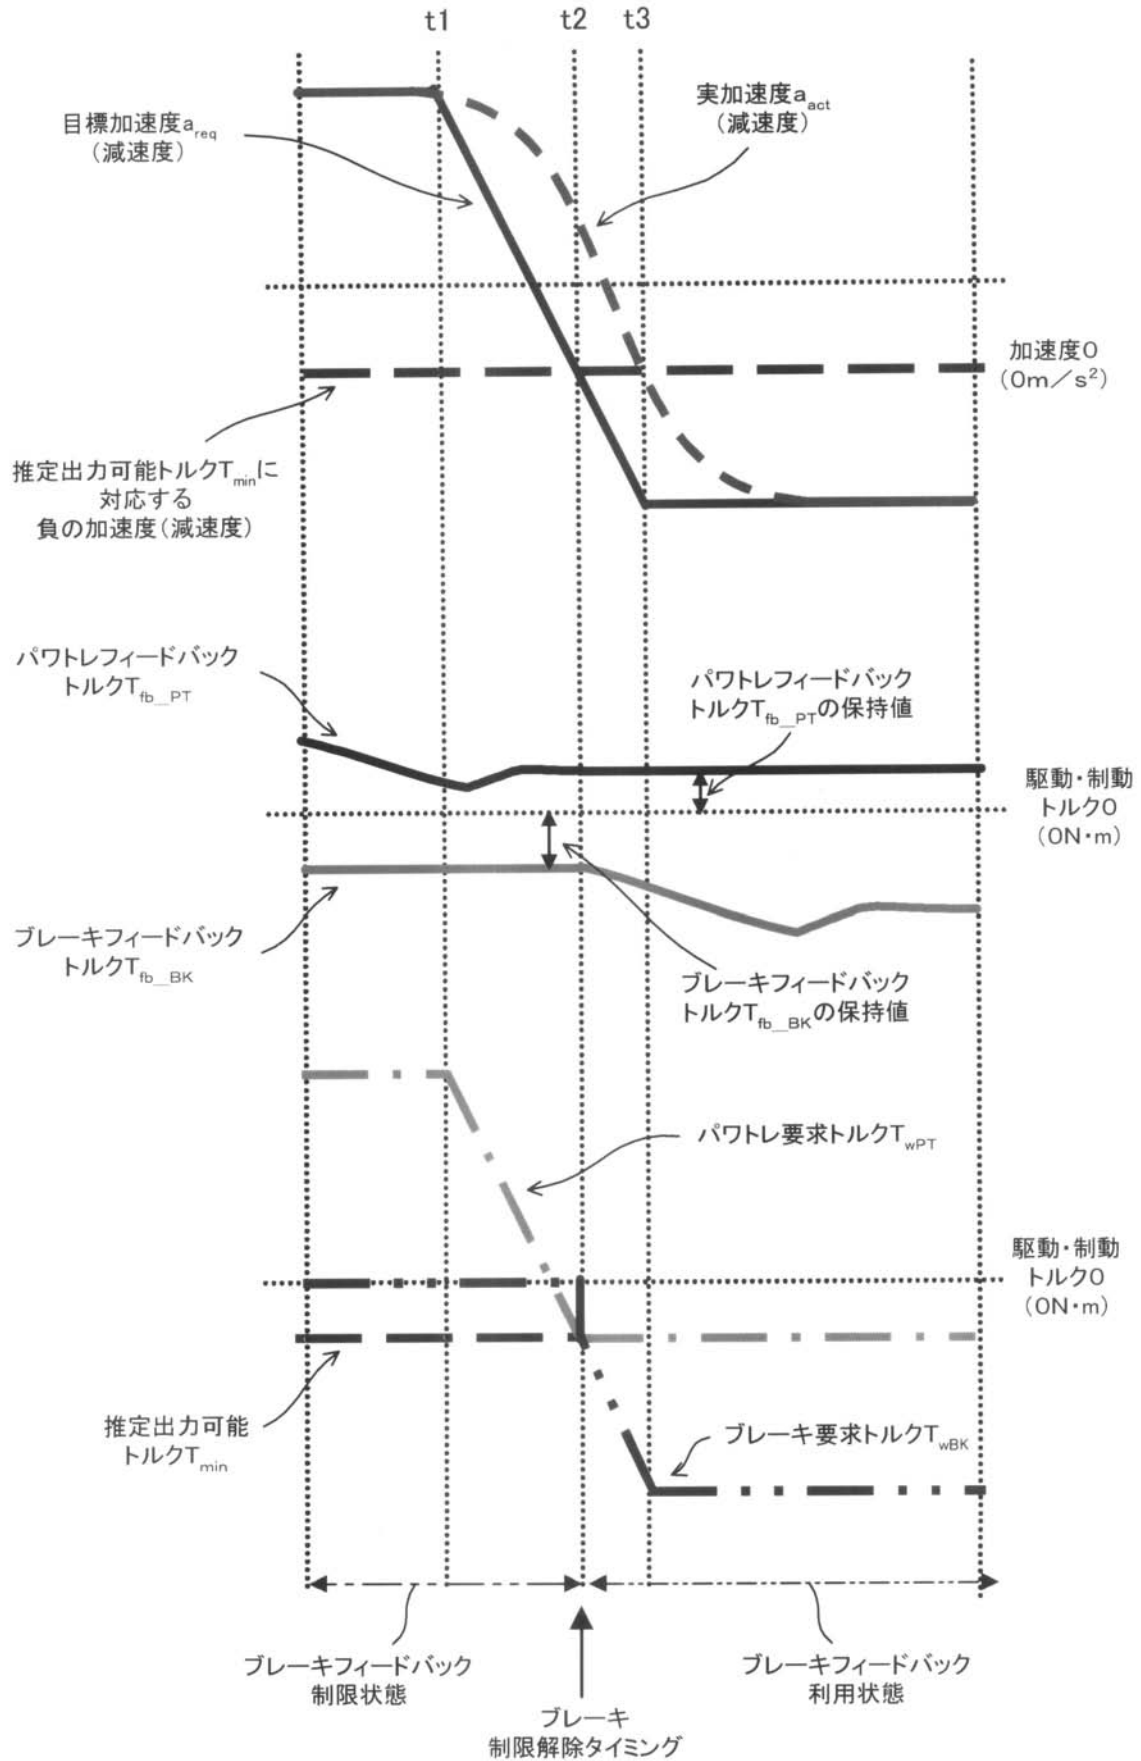 t1 t2 t3
目標加速度a_req
(減速度)
実加速度a_act
(減速度)
加速度0
(0m/s²)
推定出力可能トルクT_minに
対応する
負の加速度(減速度)
パワトレフィードバック
トルクT_fb_PT
パワトレフィードバック
トルクT_fb_PTの保持値
駆動・制動
トルク0
(0N・m)
ブレーキフィードバック
トルクT_fb_BK
ブレーキフィードバック
トルクT_fb_BKの保持値
パワトレ要求トルクT_wPT
駆動・制動
トルク0
(0N・m)
推定出力可能
トルクT_min
ブレーキ要求トルクT_wBK
ブレーキフィードバック
制限状態
ブレーキフィードバック
利用状態
ブレーキ
制限解除タイミング